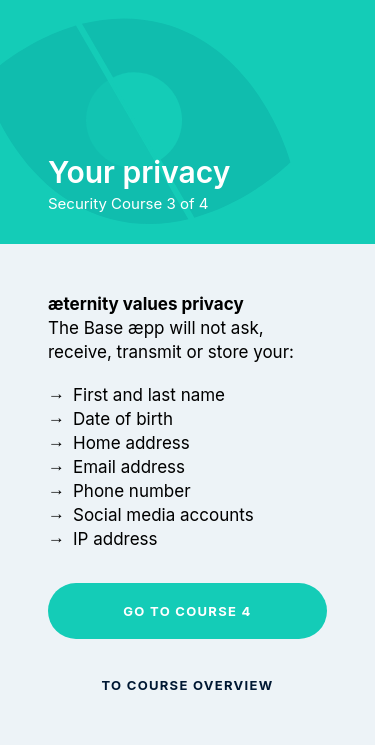 Your privacy
Security Course 3 of 4
æternity values privacy
The Base æpp will not ask,
receive, transmit or store your:
→ First and last name
→ Date of birth
→ Home address
→ Email address
→ Phone number
→ Social media accounts
→ IP address
GO TO COURSE 4
TO COURSE OVERVIEW